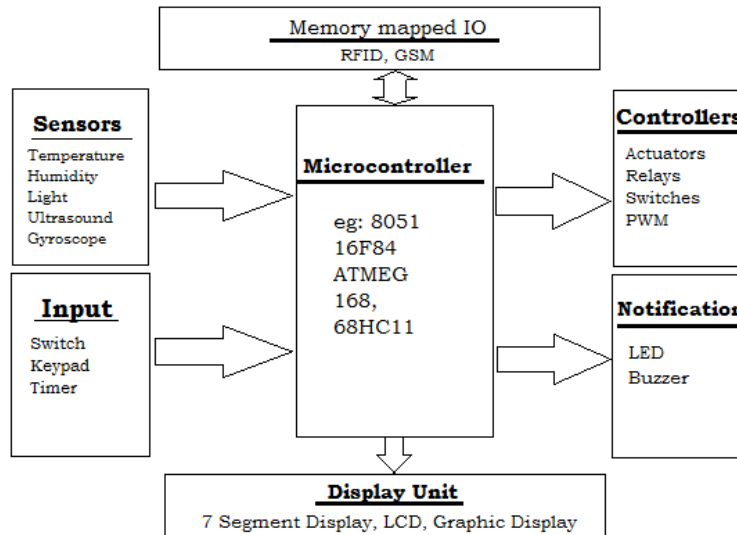 Memory mapped IO
RFID, GSM
Sensors
Temperature
Humidity
Light
Ultrasound
Gyroscope
Input
Switch
Keypad
Timer
Microcontroller
eg: 8051
16F84
ATMEG
168,
68HC11
Controllers
Actuators
Relays
Switches
PWM
Notification
LED
Buzzer
Display Unit
7 Segment Display, LCD, Graphic Display